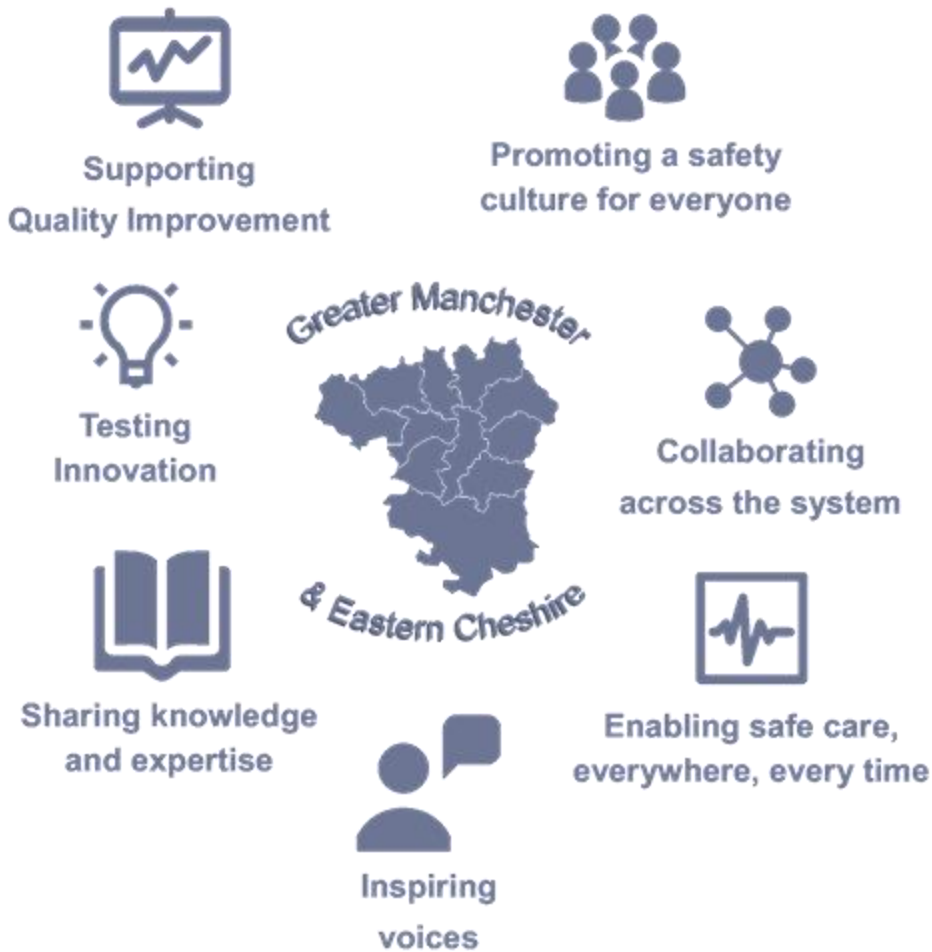 Supporting
Quality Improvement
Promoting a safety
culture for everyone
Greater Manchester
Testing
Innovation
Collaborating
across the system
& Eastern Cheshire
Sharing knowledge
and expertise
Enabling safe care,
everywhere, every time
Inspiring
voices